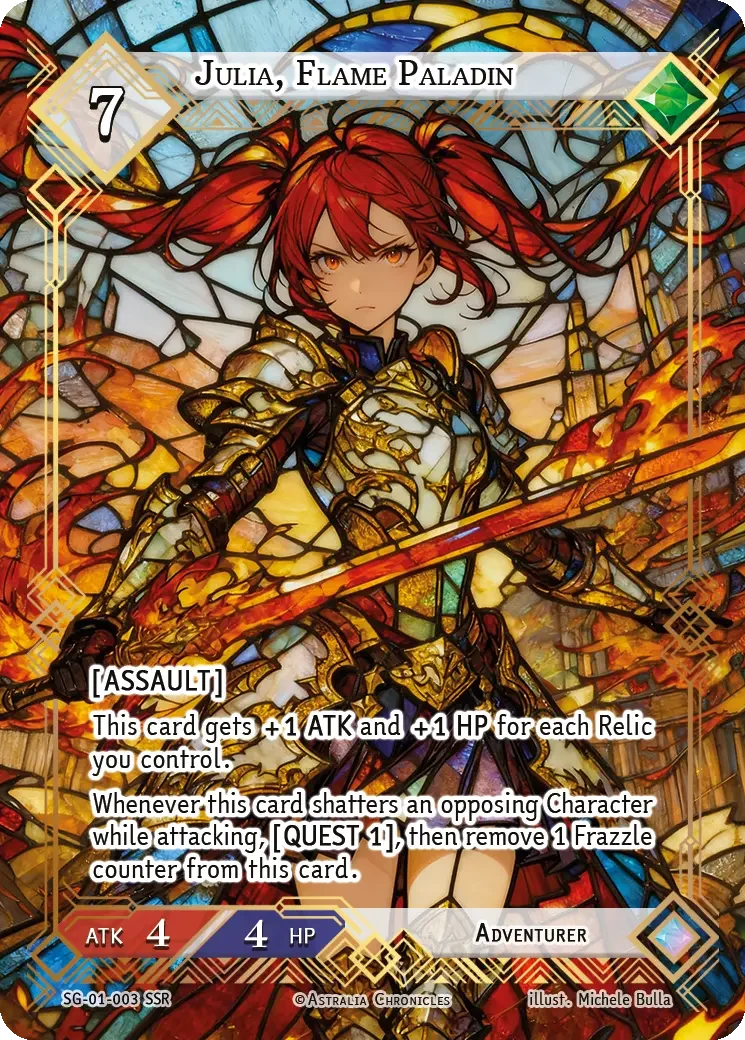 7
Julia, Flame Paladin
[ASSAULT]
This card gets +1 ATK and +1 HP for each Relic
you control.
Whenever this card shatters an opposing Character
while attacking, [QUEST 1], then remove 1 Frazzle
counter from this card.
ATK 4 4 HP
Adventurer
SG-01-003 SSR
©Astralia Chronicles
illust. Michele Bulla